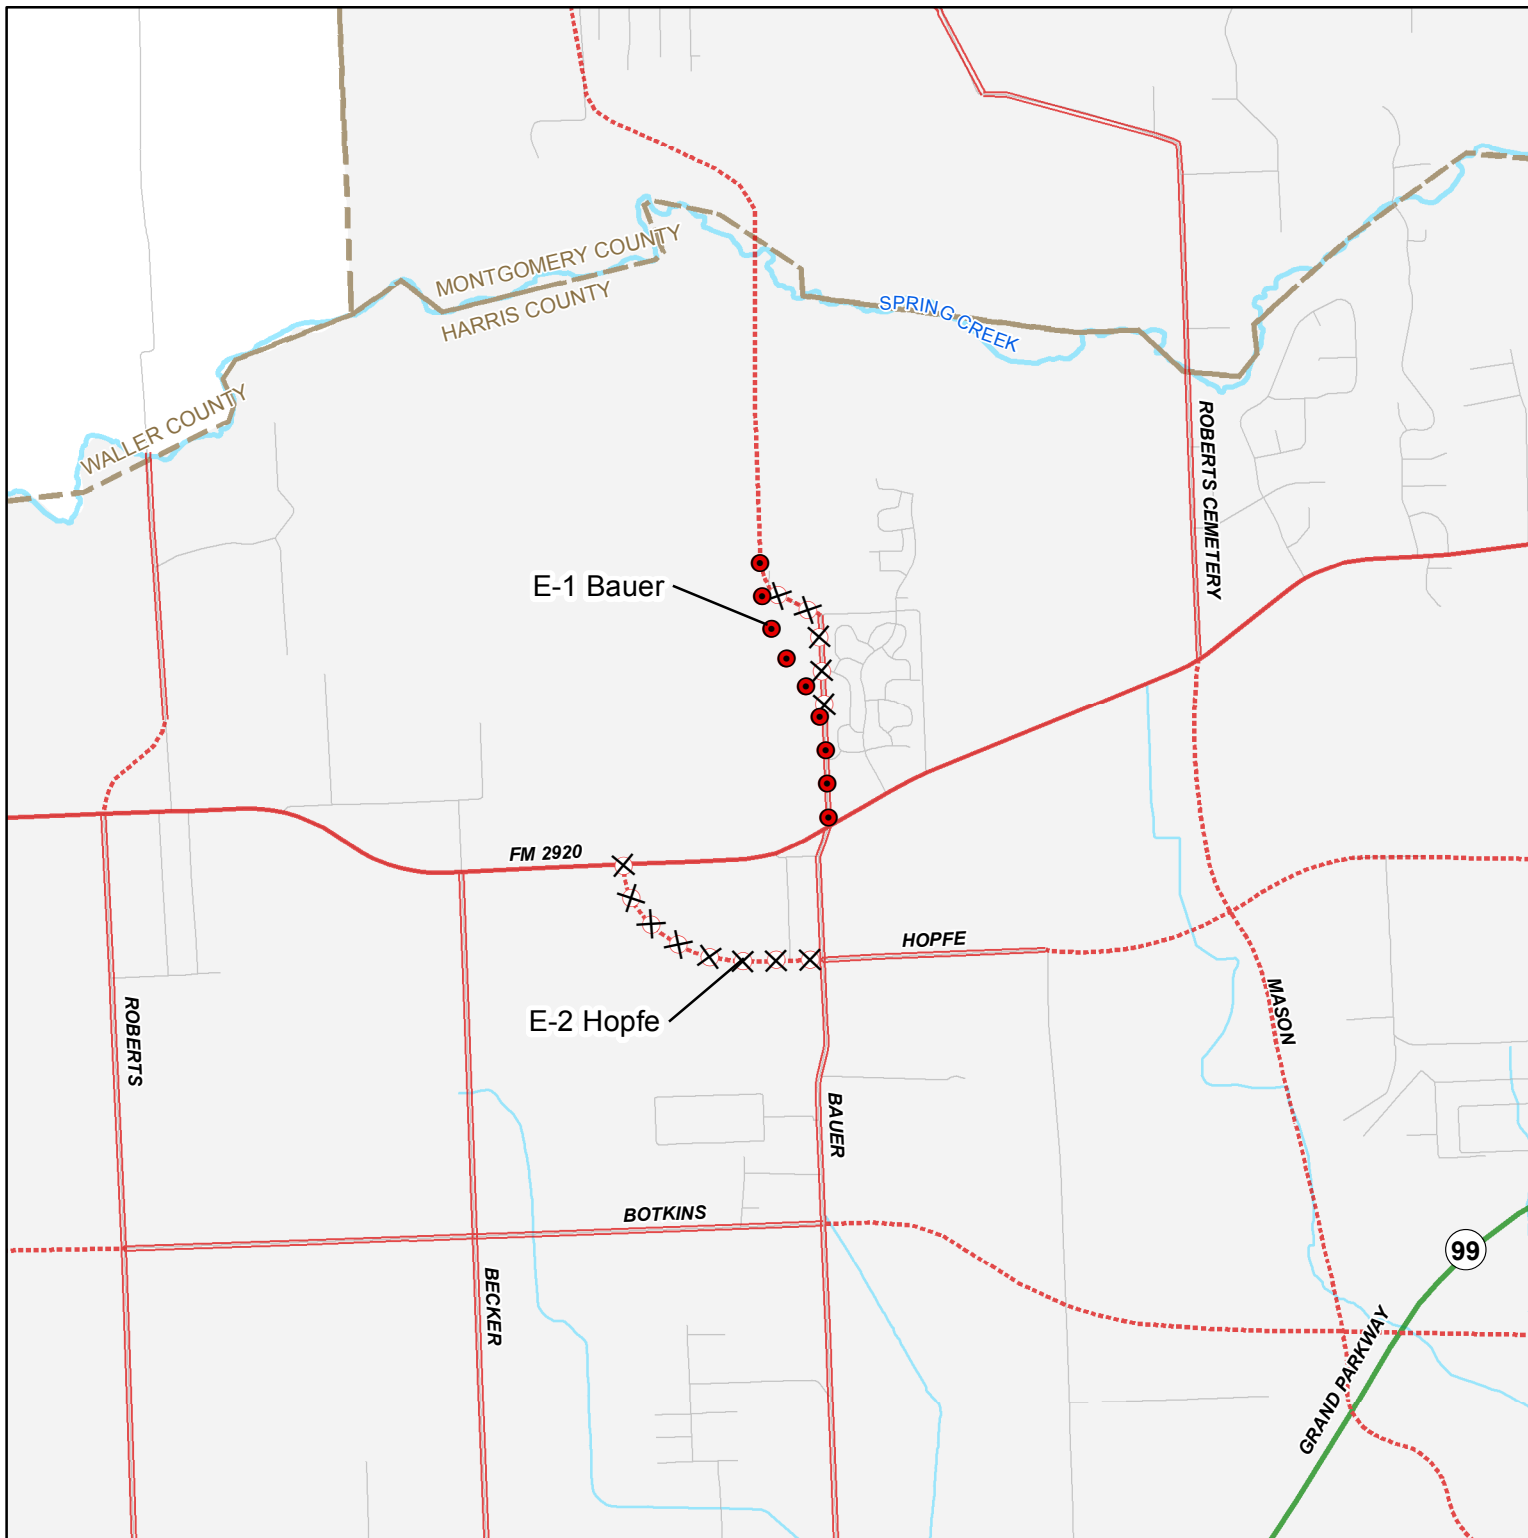 MONTGOMERY COUNTY
HARRIS COUNTY
SPRING CREEK
WALLER COUNTY
ROBERTS CEMETERY
E-1 Bauer
FM 2920
HOPFE
E-2 Hopfe
ROBERTS
MASON
BAUER
BOTKINS
99
BECKER
GRAND PARKWAY